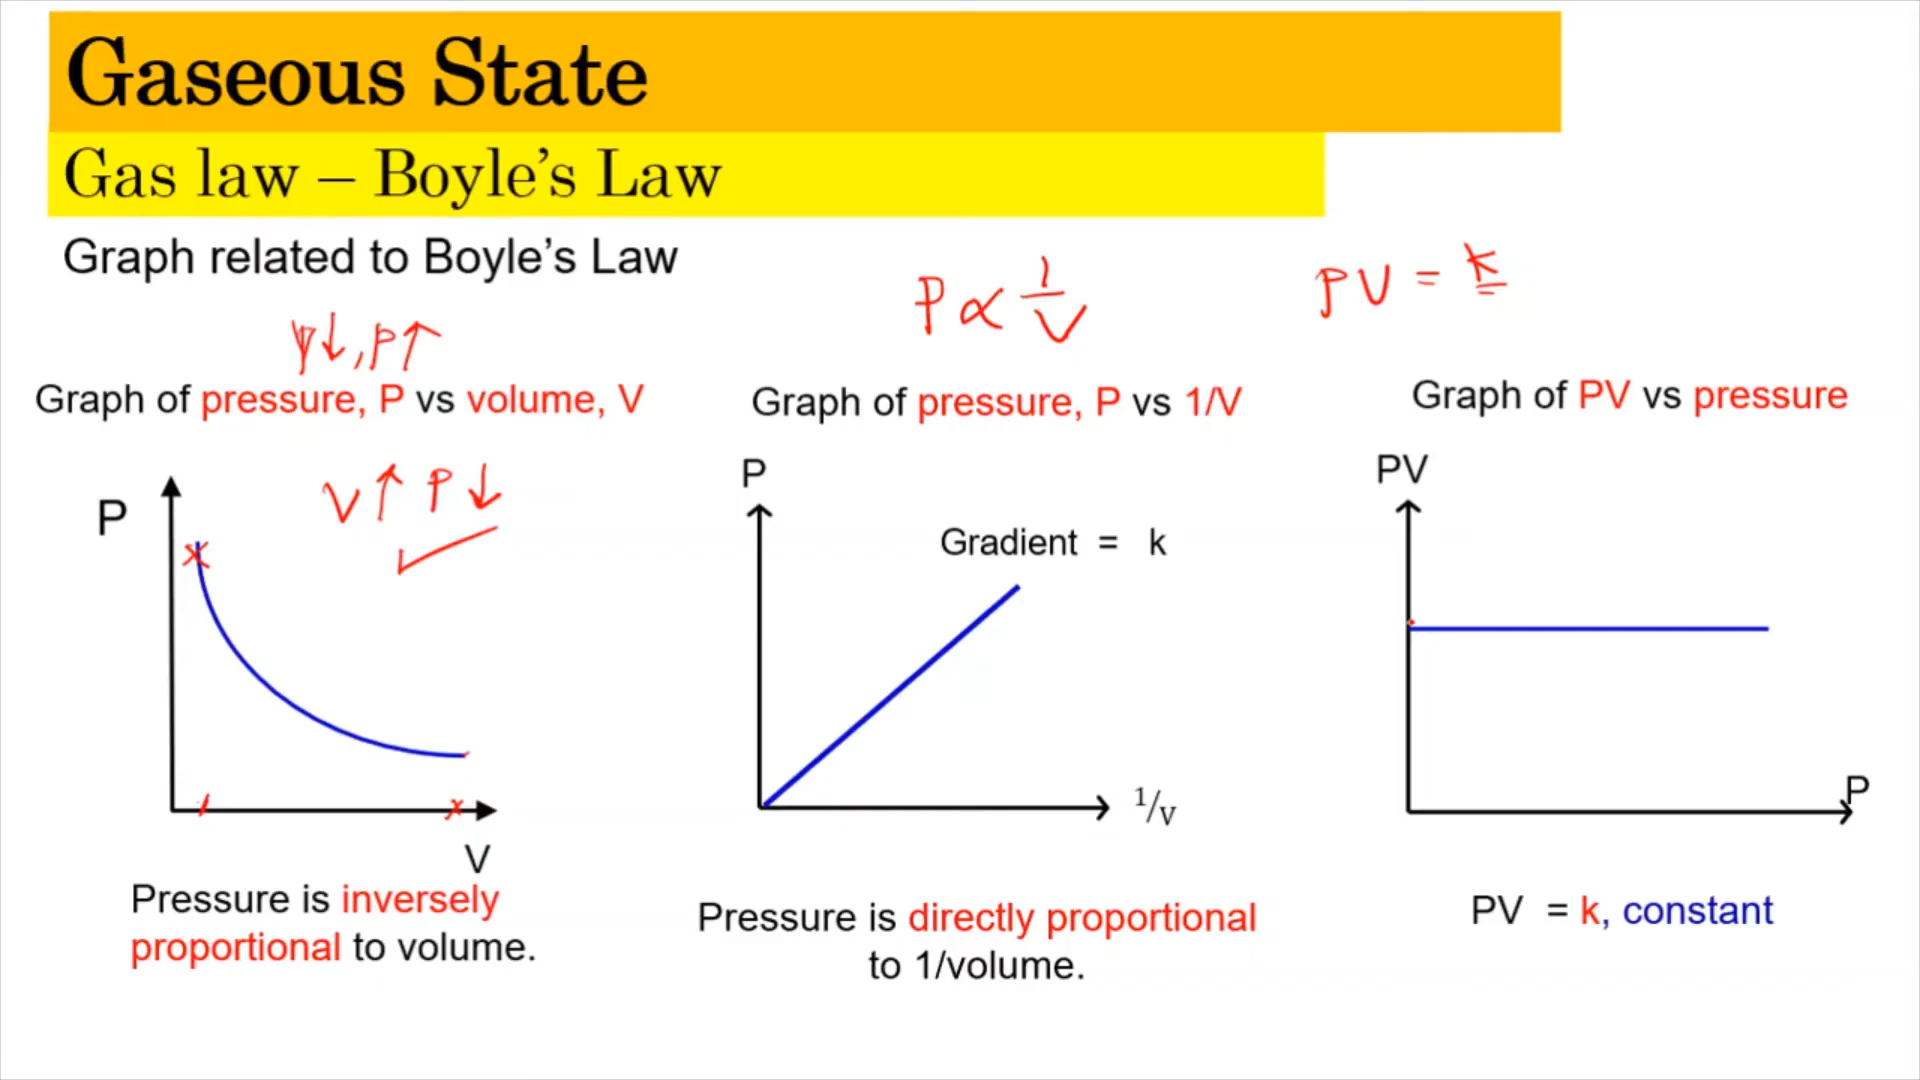 Gaseous State
Gas law – Boyle's Law
Graph related to Boyle's Law
P ∝ 1/V
PV = k
V↓, P↑
Graph of pressure, P vs volume, V
Graph of pressure, P vs 1/V
Graph of PV vs pressure
P
V↑ P↓
V
Pressure is inversely
proportional to volume.
P
Gradient = k
1/V
Pressure is directly proportional
to 1/volume.
PV
P
PV = k, constant